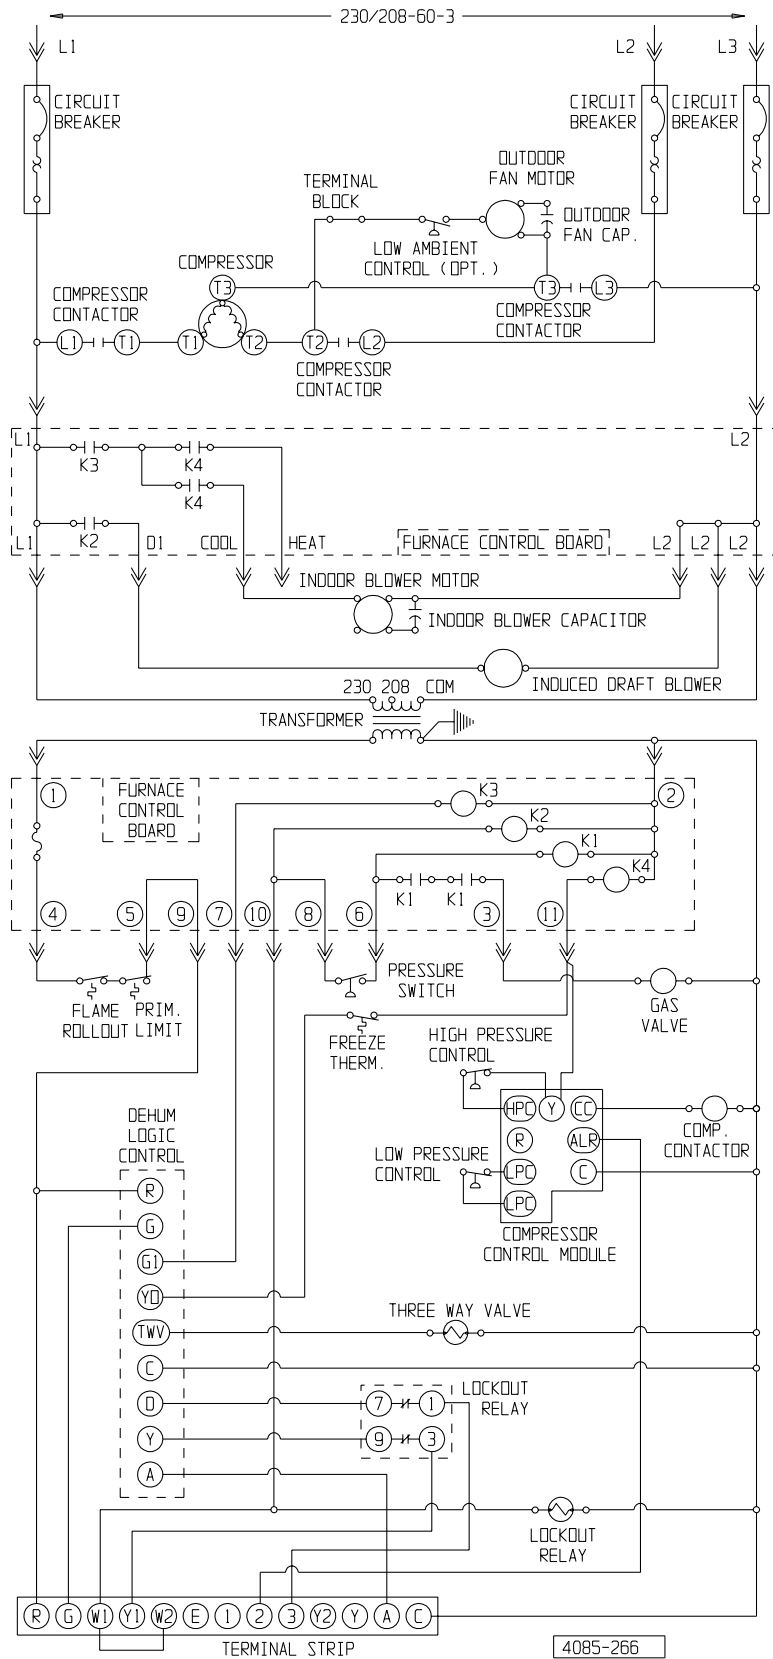 230/208-60-3
L1
L2
L3
CIRCUIT
BREAKER
CIRCUIT
BREAKER
CIRCUIT
BREAKER
OUTDOOR
FAN MOTOR
TERMINAL
BLOCK
OUTDOOR
FAN CAP.
LOW AMBIENT
CONTROL (OPT.)
COMPRESSOR
T3
T3
L3
COMPRESSOR
CONTACTOR
COMPRESSOR
CONTACTOR
L1
T1
T1
T2
T2
L2
COMPRESSOR
CONTACTOR
L1
L2
K3
K4
K4
K2
L1
D1
COOL
HEAT
FURNACE CONTROL BOARD
L2
L2
L2
INDOOR BLOWER MOTOR
INDOOR BLOWER CAPACITOR
INDUCED DRAFT BLOWER
230 208 COM
TRANSFORMER
1
FURNACE
CONTROL
BOARD
K3
2
K2
K1
K4
K1
K1
4
5
9
7
10
8
6
3
11
FLAME
ROLLOUT
PRIM.
LIMIT
PRESSURE
SWITCH
GAS
VALVE
FREEZE
THERM.
HIGH PRESSURE
CONTROL
HPC
Y
CC
COMP.
CONTACTOR
R
ALR
LOW PRESSURE
CONTROL
LPC
C
LPC
COMPRESSOR
CONTROL MODULE
DEHUM
LOGIC
CONTROL
R
G
G1
YO
TWV
THREE WAY VALVE
C
D
7
1
LOCKOUT
RELAY
Y
9
3
A
LOCKOUT
RELAY
R
G
W1
Y1
W2
E
1
2
3
Y2
Y
A
C
TERMINAL STRIP
4085-266